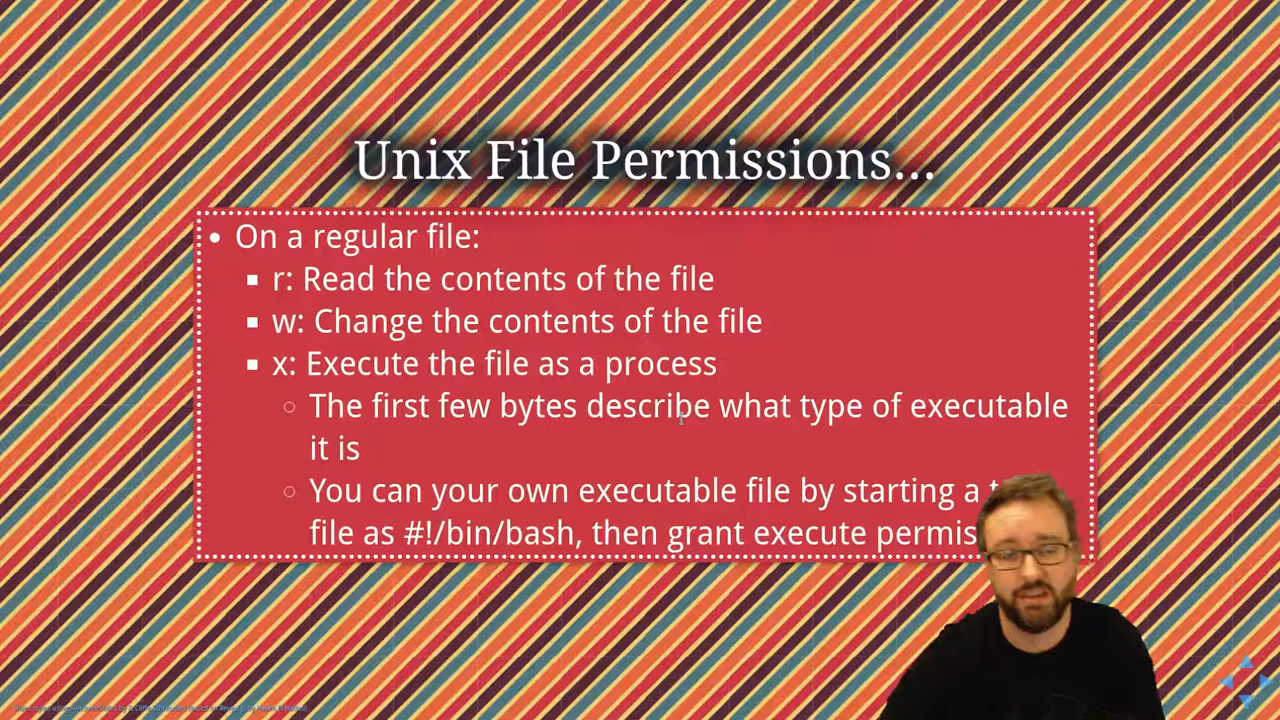 Unix File Permissions...
• On a regular file:
▪ r: Read the contents of the file
▪ w: Change the contents of the file
▪ x: Execute the file as a process
○ The first few bytes describe what type of executable
it is
○ You can your own executable file by starting a
file as #!/bin/bash, then grant execute